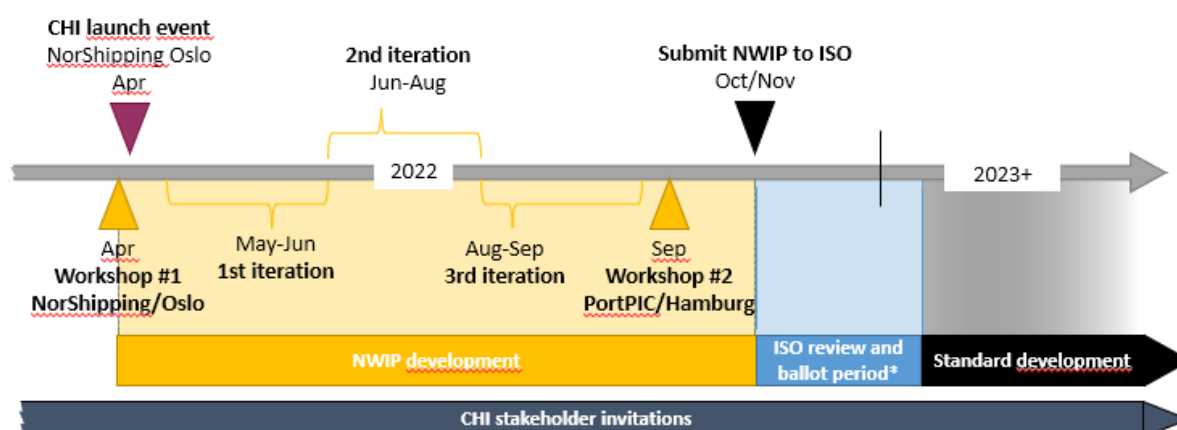 CHI launch event
NorShipping Oslo
Apr
2nd iteration
Jun-Aug
Submit NWIP to ISO
Oct/Nov
2022
2023+
Apr
Workshop #1
NorShipping/Oslo
May-Jun
1st iteration
Aug-Sep
3rd iteration
Sep
Workshop #2
PortPIC/Hamburg
NWIP development
ISO review and
ballot period*
Standard development
CHI stakeholder invitations